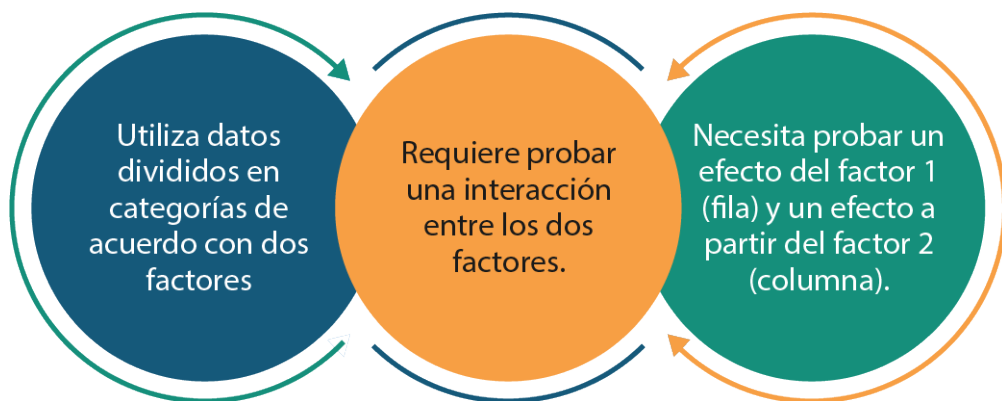 Utiliza datos
divididos en
categorías de
acuerdo con dos
factores
Requiere probar
una interacción
entre los dos
factores.
Necesita probar un
efecto del factor 1
(fila) y un efecto a
partir del factor 2
(columna).